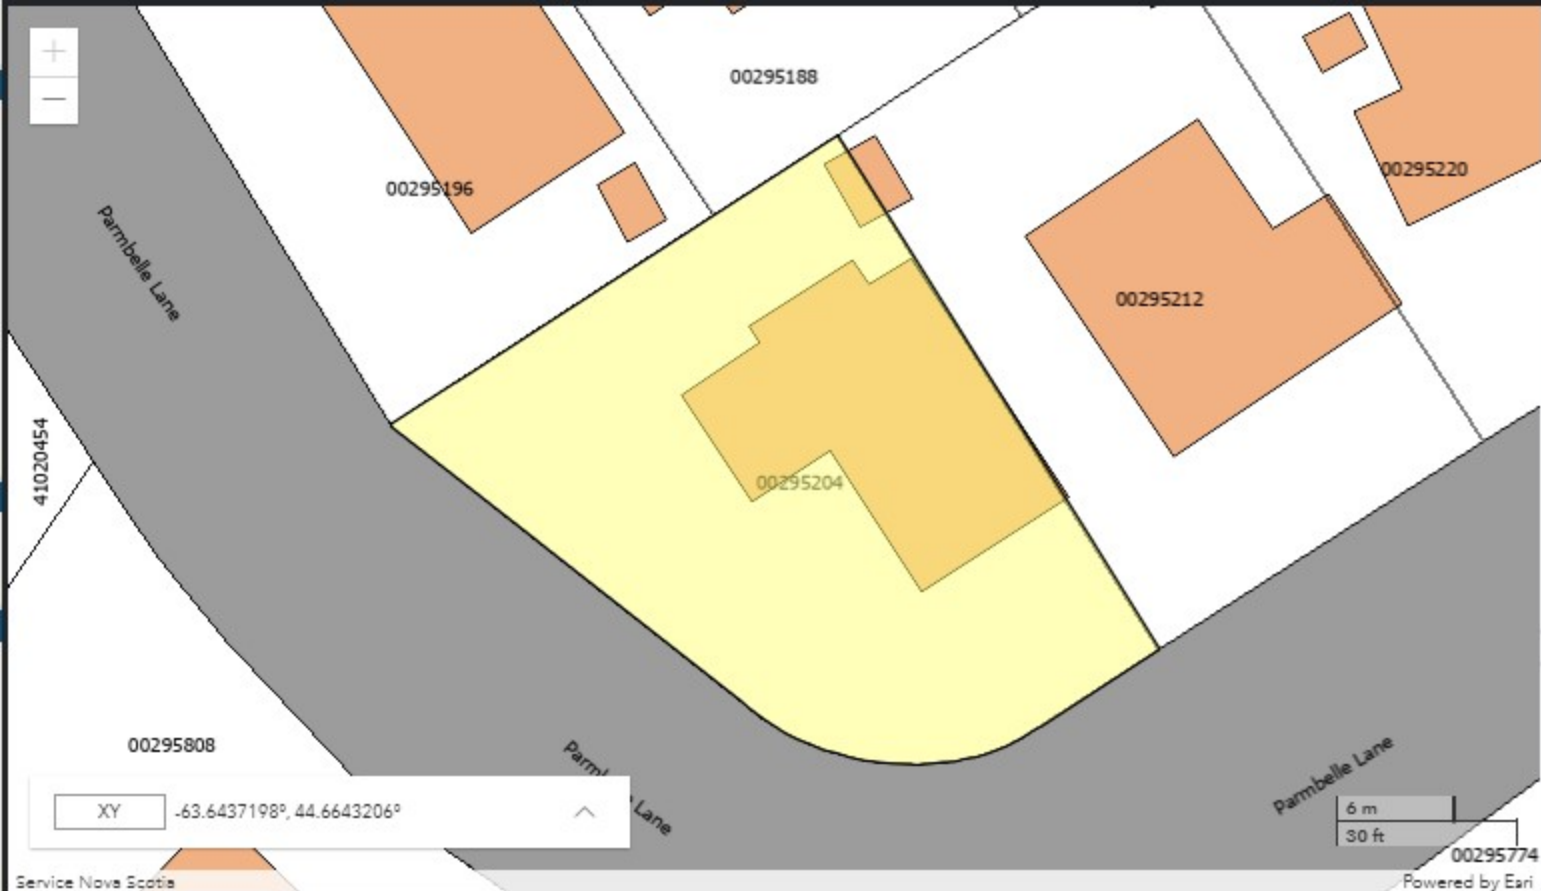 00295188
00295220
00295196
Parmbelle Lane
00295212
41020454
00295204
00295808
Parmbelle Lane
Parmbelle Lane
XY
-63.6437198°, 44.6643206°
6 m
30 ft
00295774
Service Nova Scotia
Powered by Esri